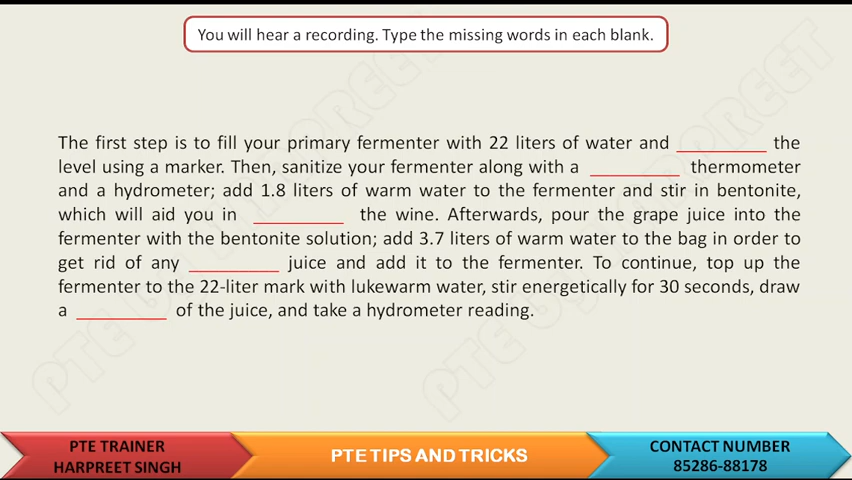 You will hear a recording. Type the missing words in each blank.
The first step is to fill your primary fermenter with 22 liters of water and __________ the
level using a marker. Then, sanitize your fermenter along with a __________ thermometer
and a hydrometer; add 1.8 liters of warm water to the fermenter and stir in bentonite,
which will aid you in __________ the wine. Afterwards, pour the grape juice into the
fermenter with the bentonite solution; add 3.7 liters of warm water to the bag in order to
get rid of any __________ juice and add it to the fermenter. To continue, top up the
fermenter to the 22-liter mark with lukewarm water, stir energetically for 30 seconds, draw
a __________ of the juice, and take a hydrometer reading.
PTE TRAINER
HARPREET SINGH
PTE TIPS AND TRICKS
CONTACT NUMBER
85286-88178